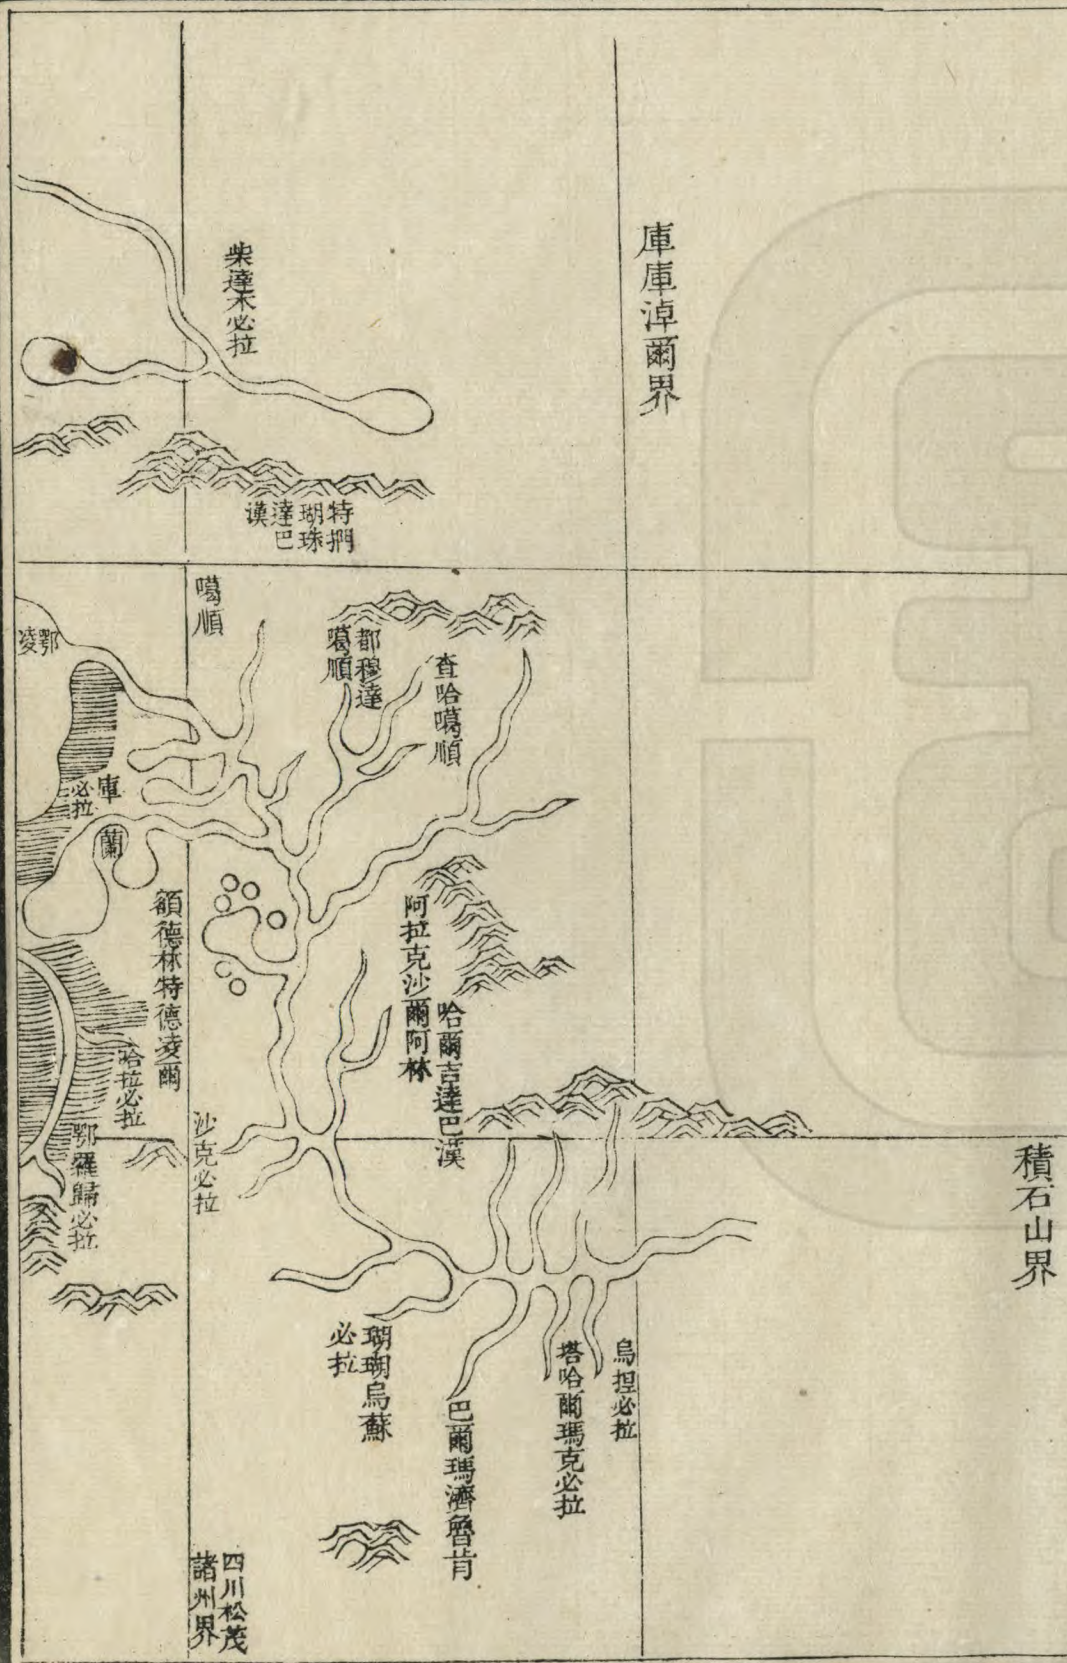 庫庫淖爾界
柴達木必拉
特捫
瑚珠
達巴
漢
噶順
鄂
凌
都穆達
噶順
查哈噶順
庫
必拉
蘭
額德林特德凌爾
阿拉克沙爾阿林
哈爾吉達巴漢
哈拉必拉
鄂羅歸必拉
沙克必拉
積石山界
烏担必拉
塔哈爾瑪克必拉
巴爾瑪濟魯肯
瑚瑚烏蘇
必拉
四川松茂
諸州界